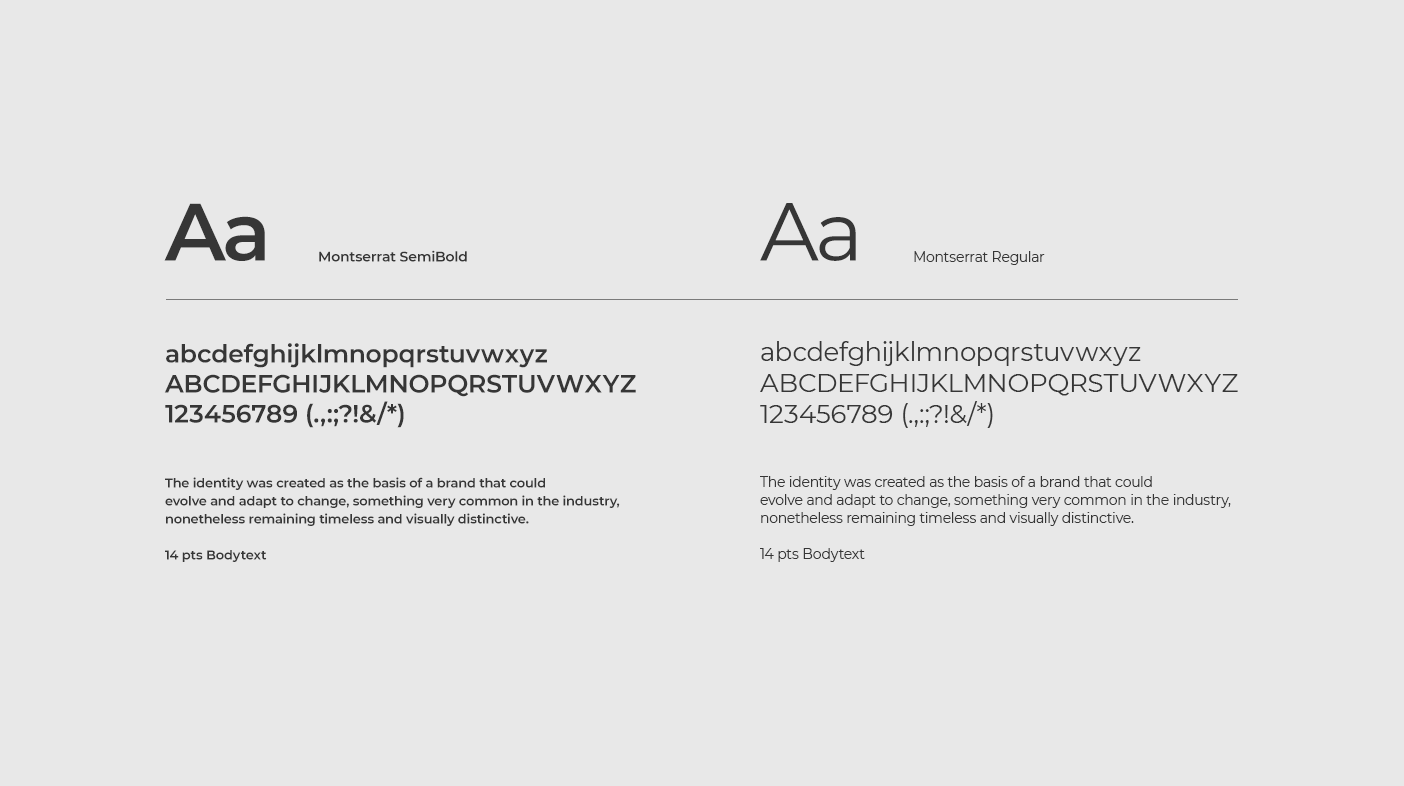 Aa Montserrat SemiBold
abcdefghijklmnopqrstuvwxyz
ABCDEFGHIJKLMNOPQRSTUVWXYZ
123456789 (.,:;?!&/*)
The identity was created as the basis of a brand that could
evolve and adapt to change, something very common in the industry,
nonetheless remaining timeless and visually distinctive.
14 pts Bodytext
Aa Montserrat Regular
abcdefghijklmnopqrstuvwxyz
ABCDEFGHIJKLMNOPQRSTUVWXYZ
123456789 (.,:;?!&/*)
The identity was created as the basis of a brand that could
evolve and adapt to change, something very common in the industry,
nonetheless remaining timeless and visually distinctive.
14 pts Bodytext